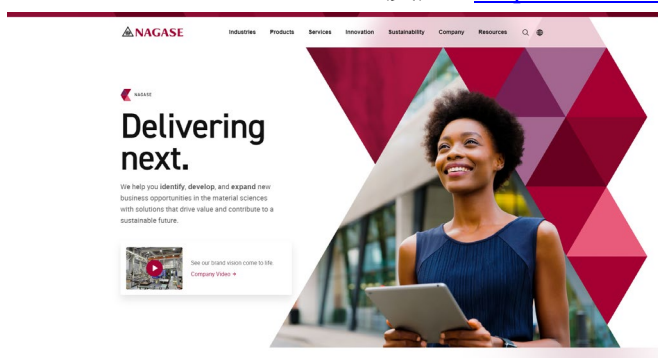 NAGASE
Industries Products Services Innovation Sustainability Company Resources
NAGASE
Delivering
next.
We help you identify, develop, and expand new
business opportunities in the material sciences
with solutions that drive value and contribute to a
sustainable future.
See our brand vision come to life.
Company Video →